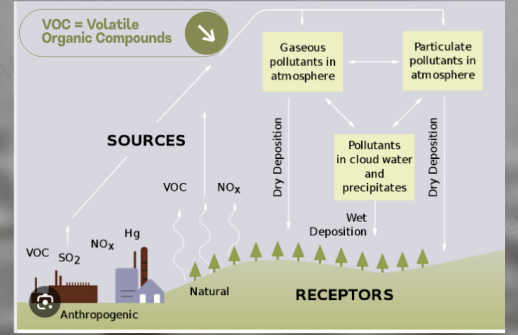 VOC = Volatile
Organic Compounds
Gaseous
pollutants in
atmosphere
Particulate
pollutants in
atmosphere
SOURCES
Dry Deposition
Pollutants
in cloud water
and
precipitates
Dry Deposition
VOC
NOx
Wet
Deposition
VOC
SO2
NOx
Hg
Natural
RECEPTORS
Anthropogenic